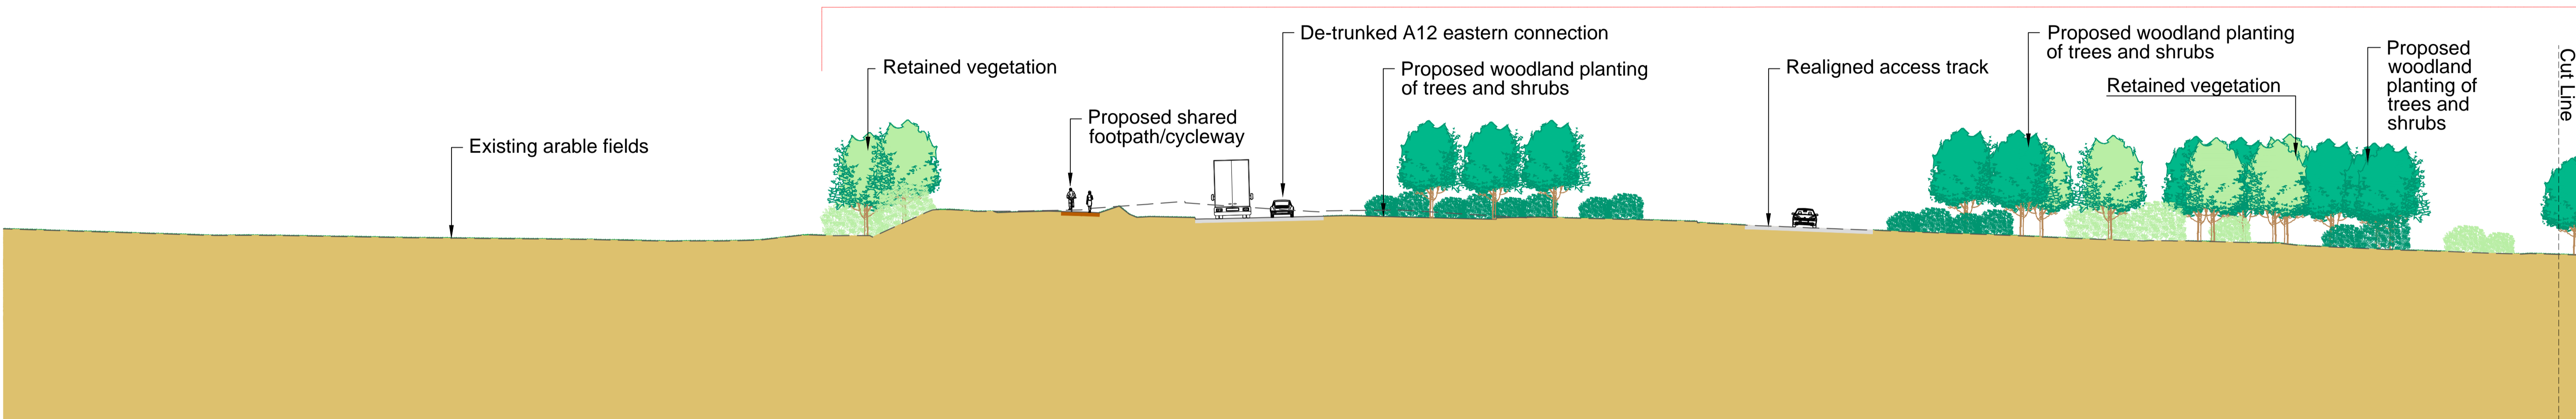 Existing arable fields
Retained vegetation
Proposed shared
footpath/cycleway
De-trunked A12 eastern connection
Proposed woodland planting
of trees and shrubs
Realigned access track
Proposed woodland planting
of trees and shrubs
Retained vegetation
Proposed
woodland
planting of
trees and
shrubs
Cut Line